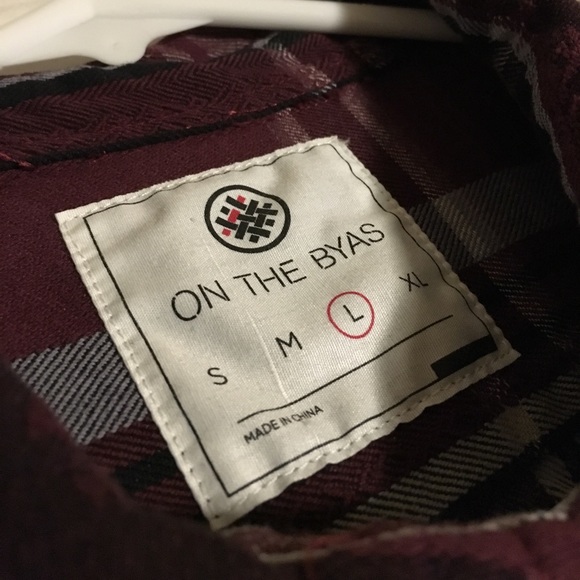 ON THE BYAS
S M L XL
MADE IN CHINA